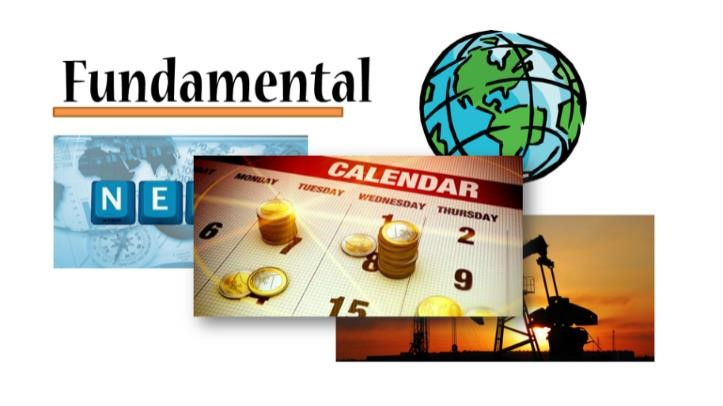 Fundamental
N E
CALENDAR
MONDAY TUESDAY WEDNESDAY THURSDAY
1 2
6 7 8 9
15